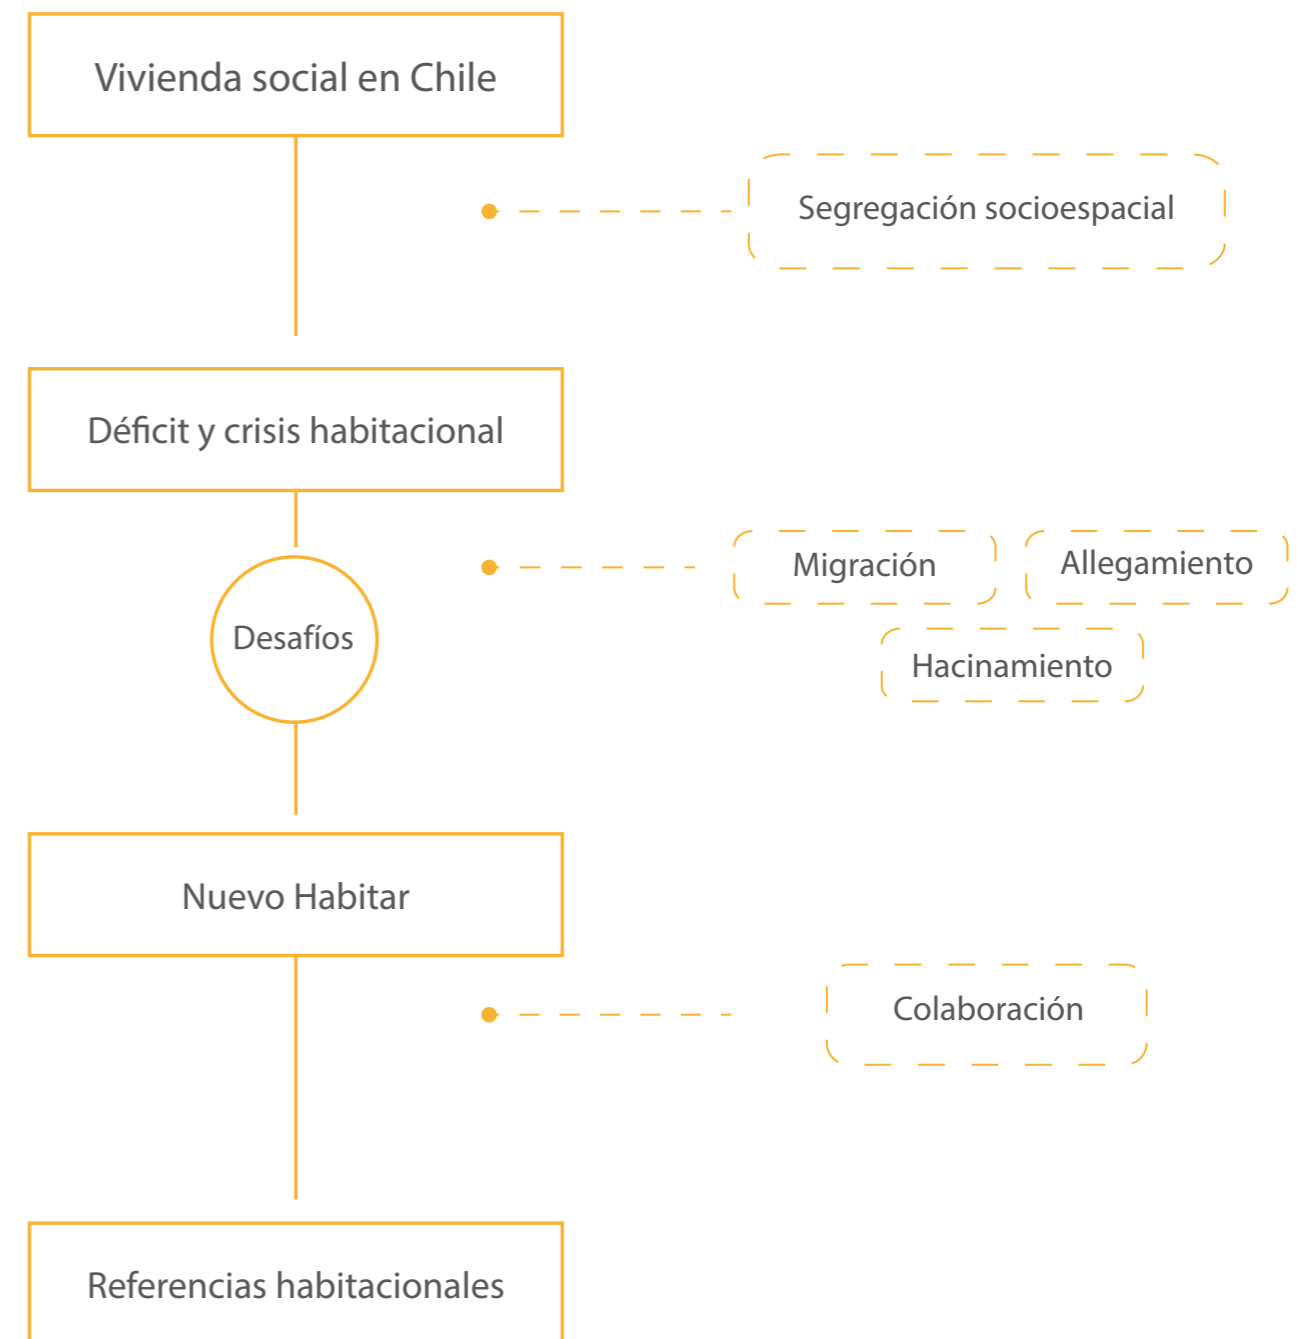 Vivienda social en Chile
Segregación socioespacial
Déficit y crisis habitacional
Migración
Allegamiento
Desafíos
Hacinamiento
Nuevo Habitar
Colaboración
Referencias habitacionales